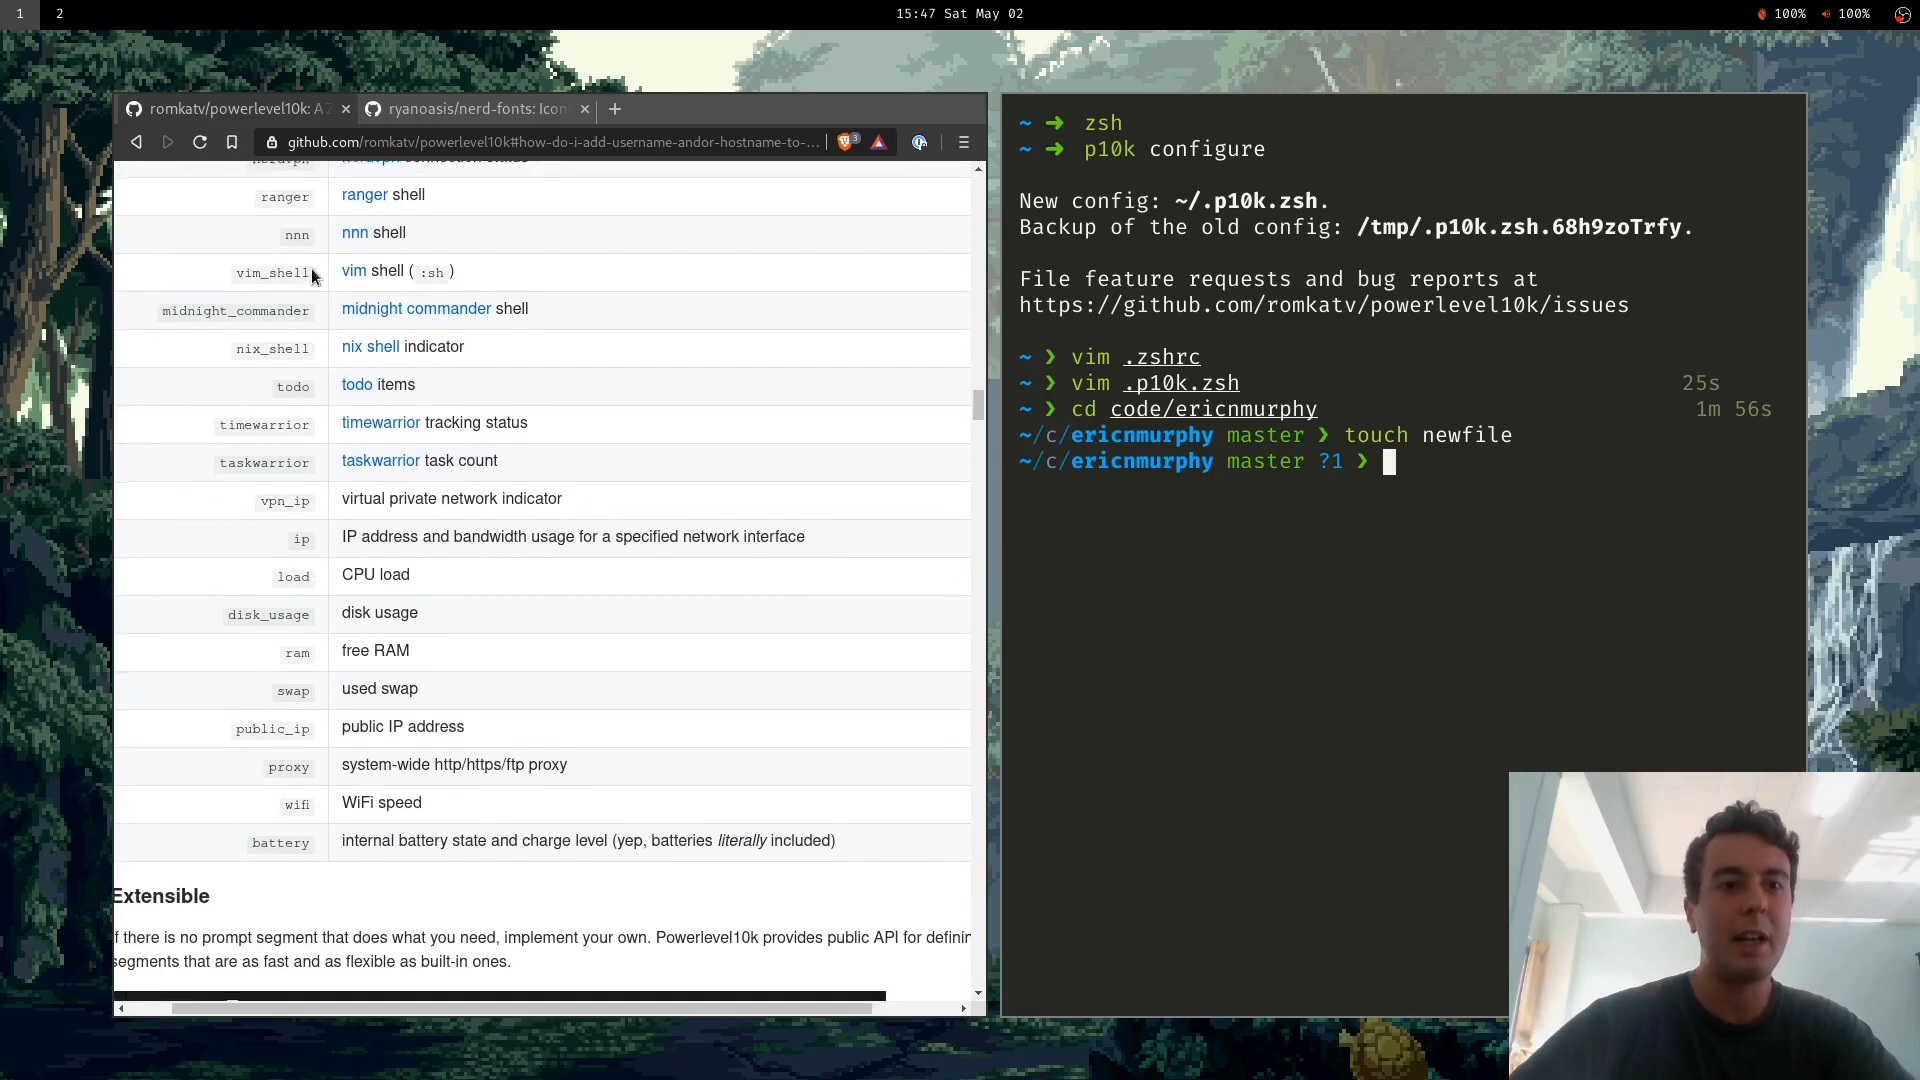 1 2 15:47 Sat May 02 100% 100%
romkatv/powerlevel10k: A Z
ryanoasis/nerd-fonts: Icon
github.com/romkatv/powerlevel10k#how-do-i-add-username-andor-hostname-to-...
3
ranger ranger shell
nnn nnn shell
vim_shell vim shell ( :sh )
midnight_commander midnight commander shell
nix_shell nix shell indicator
todo todo items
timewarrior timewarrior tracking status
taskwarrior taskwarrior task count
vpn_ip virtual private network indicator
ip IP address and bandwidth usage for a specified network interface
load CPU load
disk_usage disk usage
ram free RAM
swap used swap
public_ip public IP address
proxy system-wide http/https/ftp proxy
wifi WiFi speed
battery internal battery state and charge level (yep, batteries literally included)
Extensible
f there is no prompt segment that does what you need, implement your own. Powerlevel10k provides public API for definin
segments that are as fast and as flexible as built-in ones.
~ ➜ zsh
~ ➜ p10k configure
New config: ~/.p10k.zsh.
Backup of the old config: /tmp/.p10k.zsh.68h9zoTrfy.
File feature requests and bug reports at
https://github.com/romkatv/powerlevel10k/issues
~ ❯ vim .zshrc
~ ❯ vim .p10k.zsh 25s
~ ❯ cd code/ericnmurphy 1m 56s
~/c/ericnmurphy master ❯ touch newfile
~/c/ericnmurphy master ?1 ❯